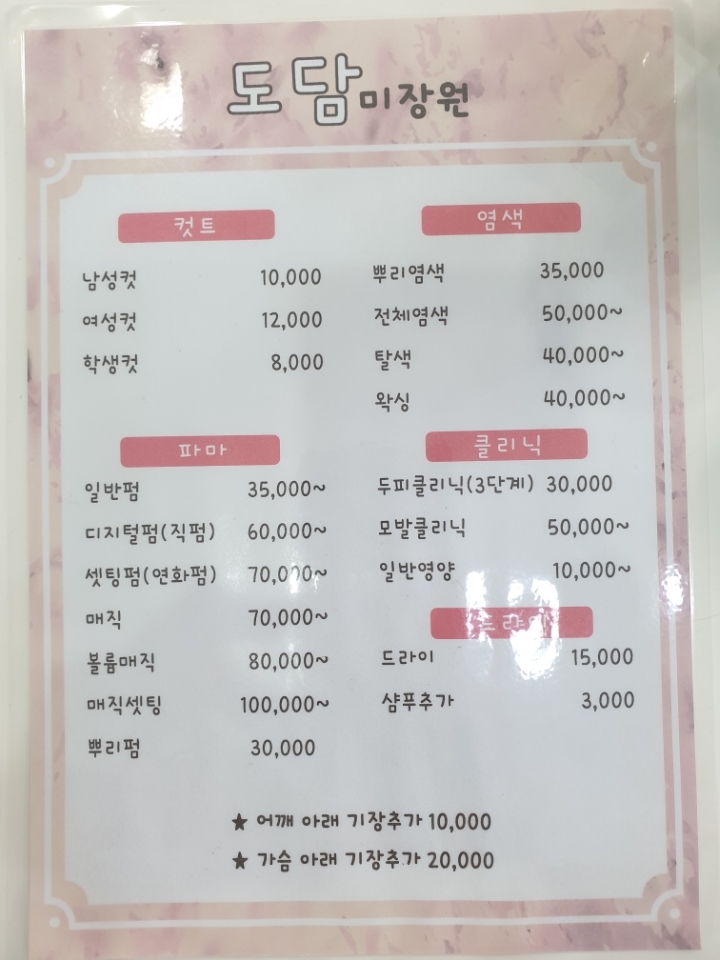 도담미장원
컷트
남성컷 10,000
여성컷 12,000
학생컷 8,000
파마
일반펌 35,000~
디지털펌(직펌) 60,000~
셋팅펌(연화펌) 70,000~
매직 70,000~
볼륨매직 80,000~
매직셋팅 100,000~
뿌리펌 30,000
염색
뿌리염색 35,000
전체염색 50,000~
탈색 40,000~
왁싱 40,000~
클리닉
두피클리닉(3단계) 30,000
모발클리닉 50,000~
일반영양 10,000~
드라이
드라이 15,000
샴푸추가 3,000
★ 어깨 아래 기장추가 10,000
★ 가슴 아래 기장추가 20,000